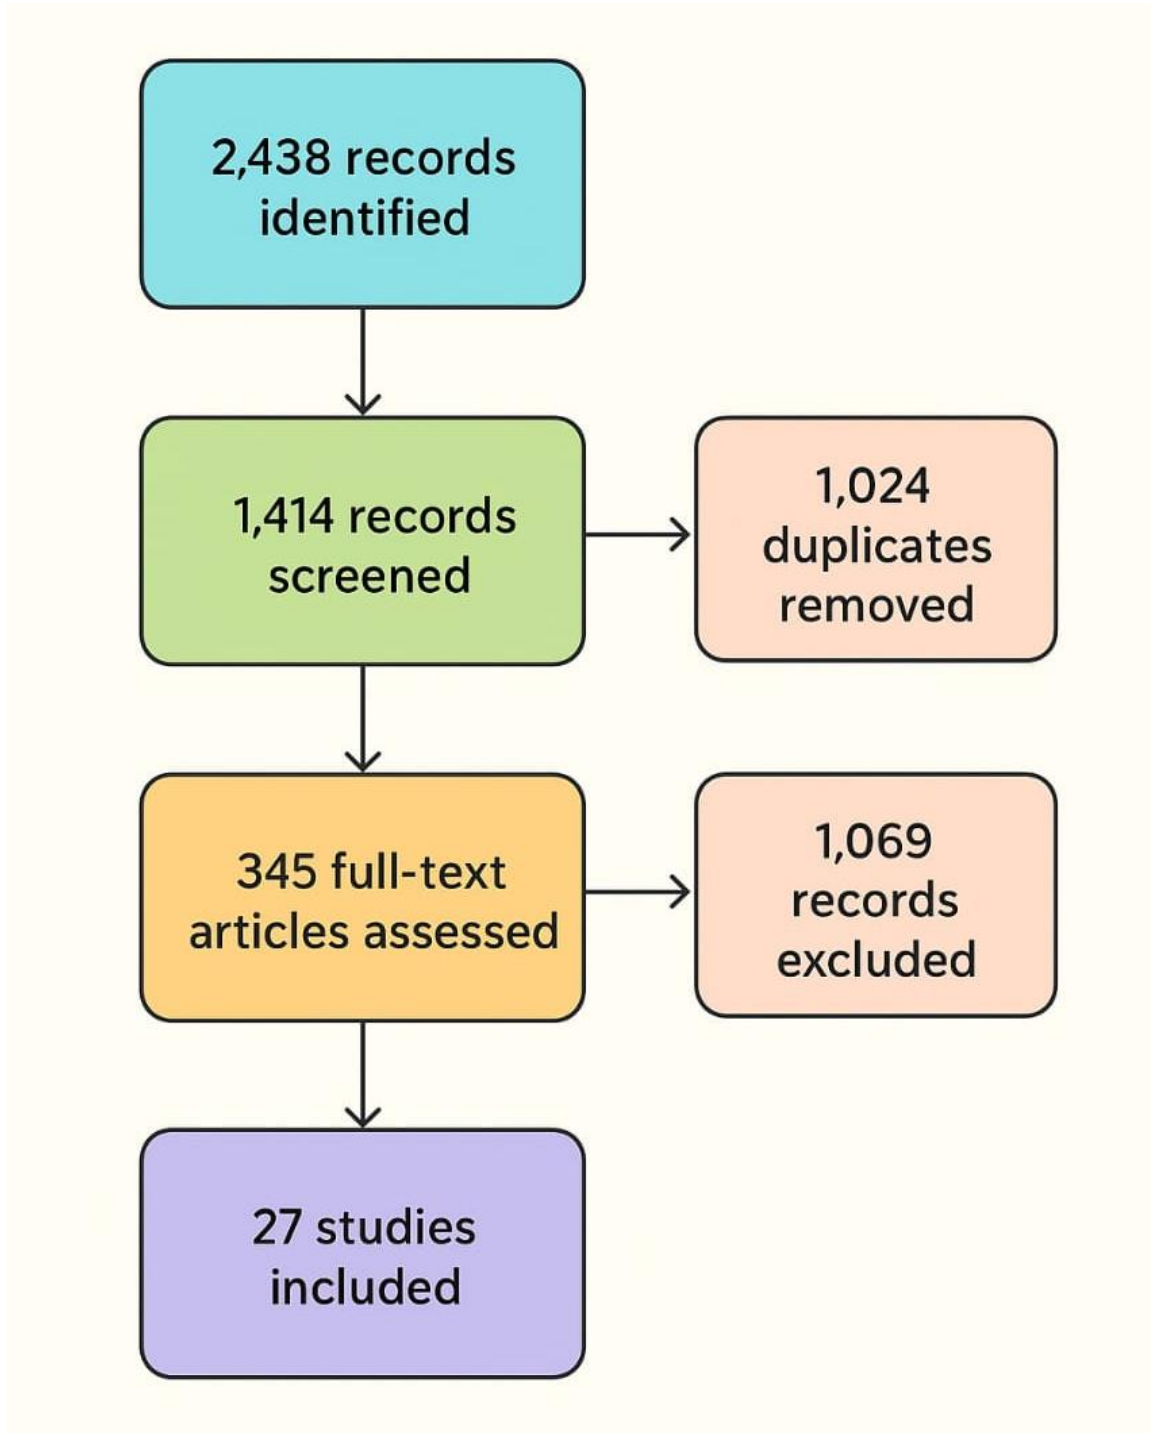 2,438 records
identified
1,414 records
screened
1,024
duplicates
removed
345 full-text
articles assessed
1,069
records
excluded
27 studies
included